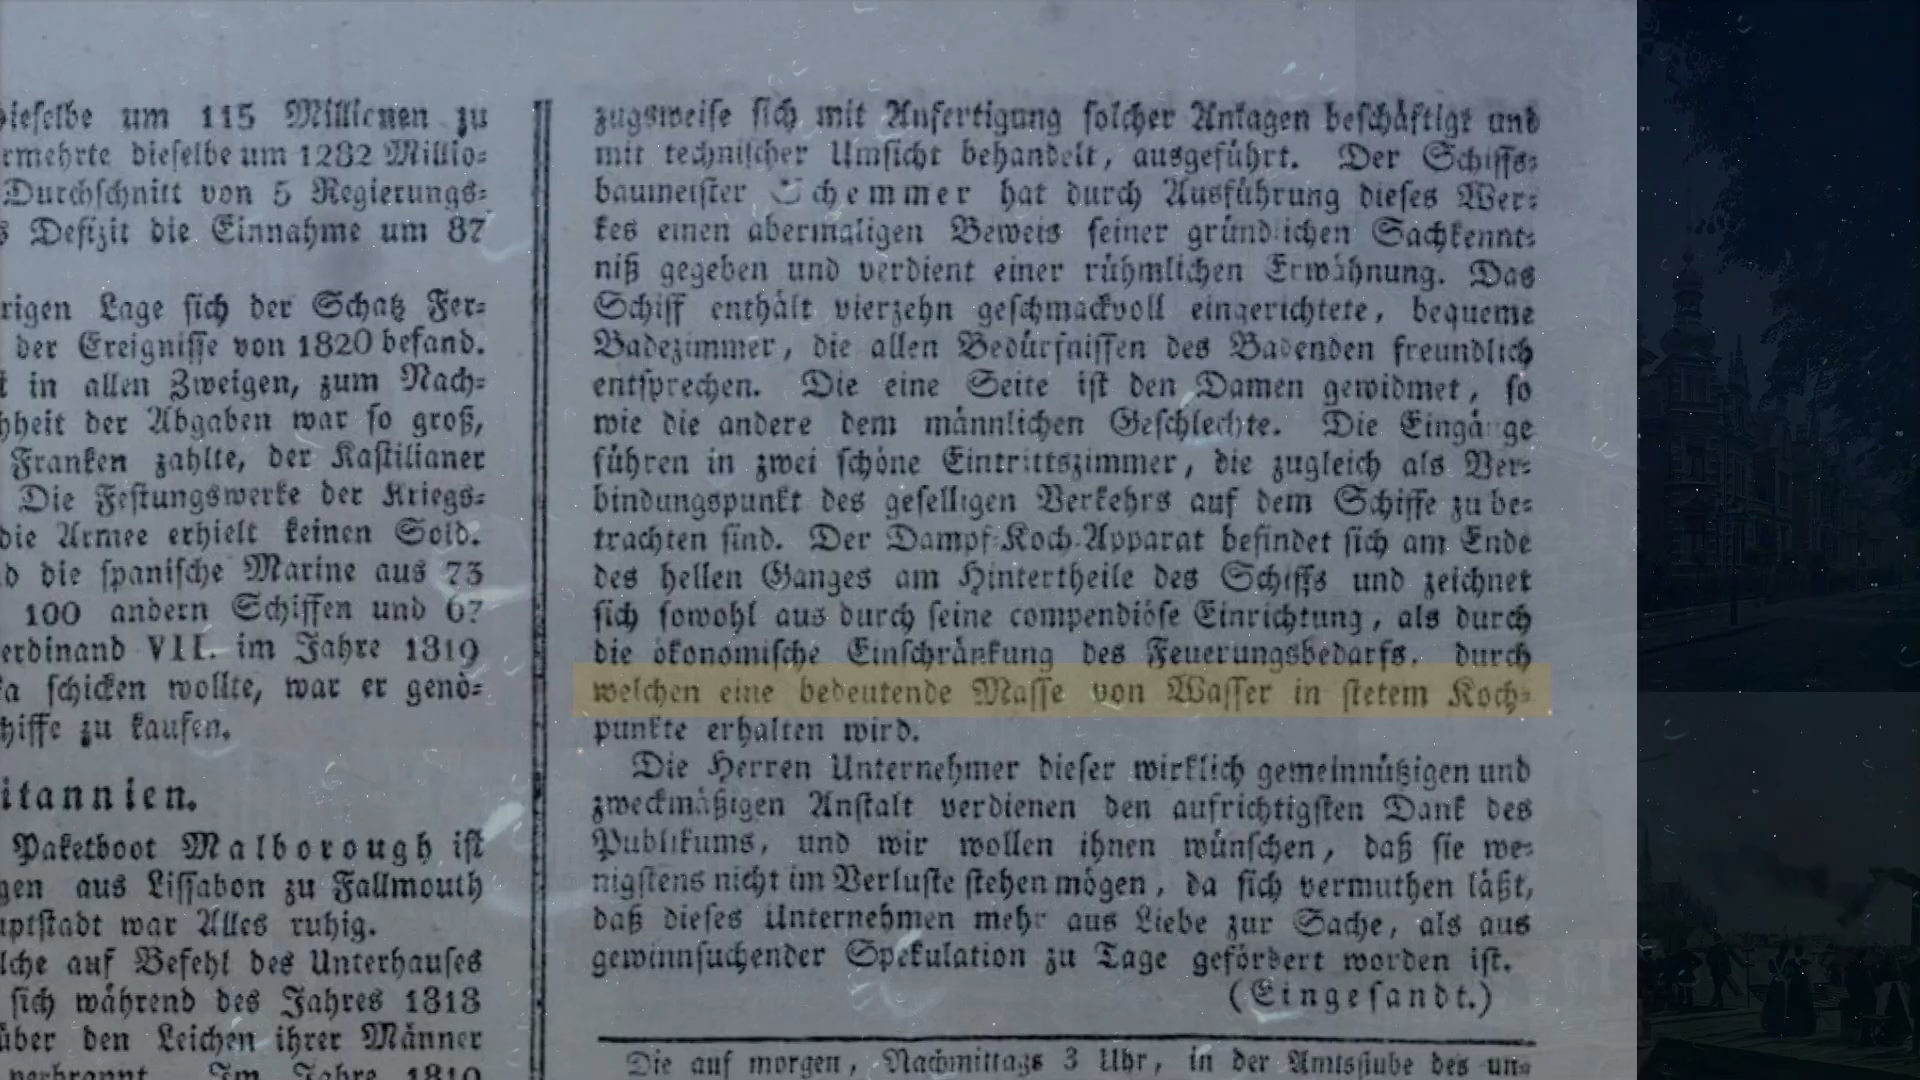 dieselbe um 115 Millionen zu
rmehrte dieselbe um 1282 Millio-
Durchschnitt von 5 Regierungs-
s Defizit die Einnahme um 87
rigen Lage sich der Schatz Fer-
der Ereignisse von 1820 befand.
t in allen Zweigen, zum Nach-
hheit der Abgaben war so groß,
Franken zahlte, der Kastilianer
Die Festungswerke der Kriegs-
die Armee erhielt keinen Sold.
d die spanische Marine aus 73
100 andern Schiffen und 67
erdinand VII. im Jahre 1819
ka schicken wollte, war er genö-
hiffe zu kaufen.
itannien.
Paketboot Malborough ist
gen aus Lissabon zu Fallmouth
uptstadt war Alles ruhig.
lche auf Befehl des Unterhauses
sich während des Jahres 1818
über den Leichen ihrer Männer
verbrannt. Im Jahre 1819
zugsweise sich mit Anfertigung solcher Anlagen beschäftigt und
mit technischer Umsicht behandelt, ausgeführt. Der Schiffs-
baumeister Schemmer hat durch Ausführung dieses Wer-
kes einen abermaligen Beweis seiner gründlichen Sachkennt-
niß gegeben und verdient einer rühmlichen Erwähnung. Das
Schiff enthält vierzehn geschmackvoll eingerichtete, bequeme
Badezimmer, die allen Bedürfnissen des Badenden freundlich
entsprechen. Die eine Seite ist den Damen gewidmet, so
wie die andere dem männlichen Geschlechte. Die Eingänge
führen in zwei schöne Eintrittszimmer, die zugleich als Ver-
bindungspunkt des geselligen Verkehrs auf dem Schiffe zu be-
trachten sind. Der Dampf-Koch-Apparat befindet sich am Ende
des hellen Ganges am Hintertheile des Schiffs und zeichnet
sich sowohl aus durch seine compendiöse Einrichtung, als durch
die ökonomische Einschränkung des Feuerungsbedarfs, durch
welchen eine bedeutende Masse von Wasser in stetem Koch-
punkte erhalten wird.
Die Herren Unternehmer dieser wirklich gemeinnützigen und
zweckmäßigen Anstalt verdienen den aufrichtigsten Dank des
Publikums, und wir wollen ihnen wünschen, daß sie we-
nigstens nicht im Verluste stehen mögen, da sich vermuthen läßt,
daß dieses Unternehmen mehr aus Liebe zur Sache, als aus
gewinnsuchender Spekulation zu Tage gefördert worden ist.
(Eingesandt.)
Die auf morgen, Nachmittags 3 Uhr, in der Amtsstube des un-